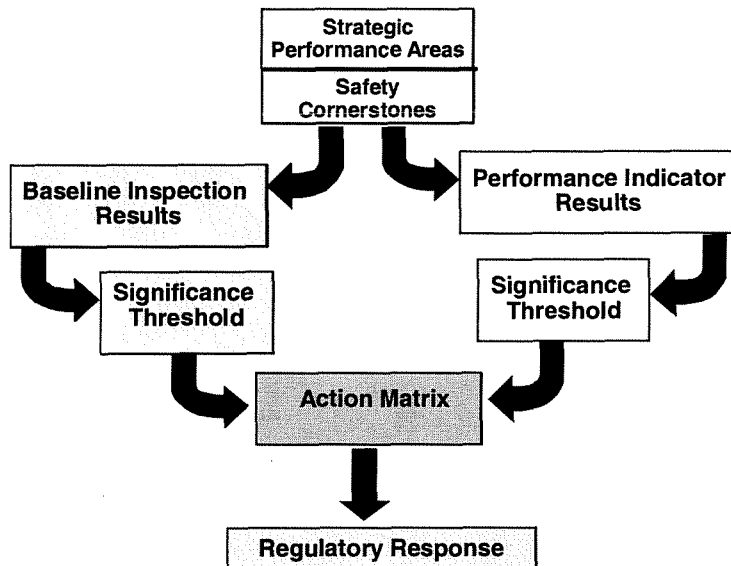 Strategic
Performance Areas
Safety
Cornerstones
Baseline Inspection
Results
Performance Indicator
Results
Significance
Threshold
Significance
Threshold
Action Matrix
Regulatory Response